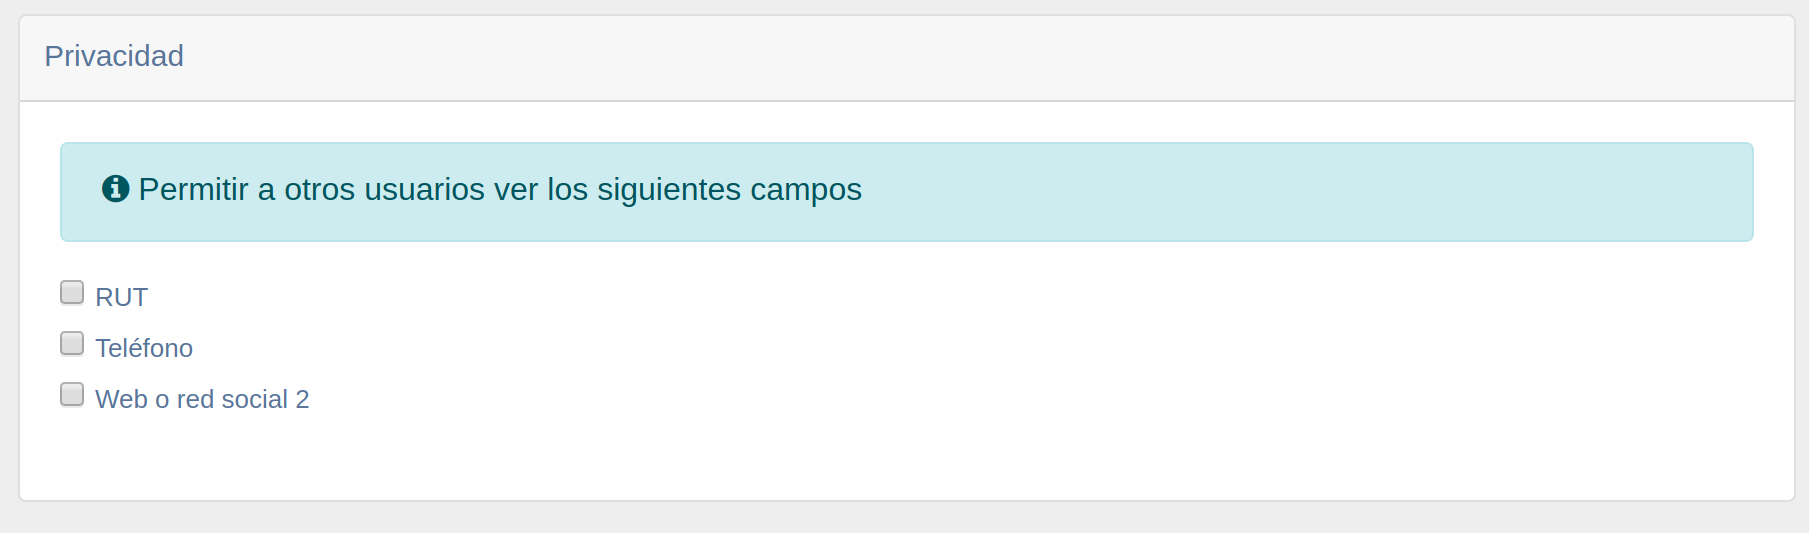 Privacidad
Permitir a otros usuarios ver los siguientes campos
RUT
Teléfono
Web o red social 2